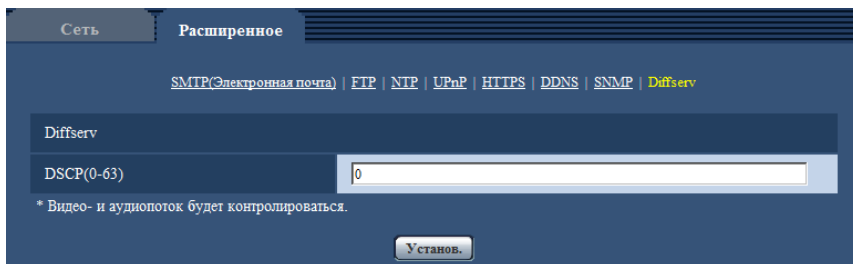 Сеть Расширенное
SMTP(Электронная почта) | FTP | NTP | UPnP | HTTPS | DDNS | SNMP | Diffserv
Diffserv
DSCP(0-63) 0
* Видео- и аудиопоток будет контролироваться.
Установ.